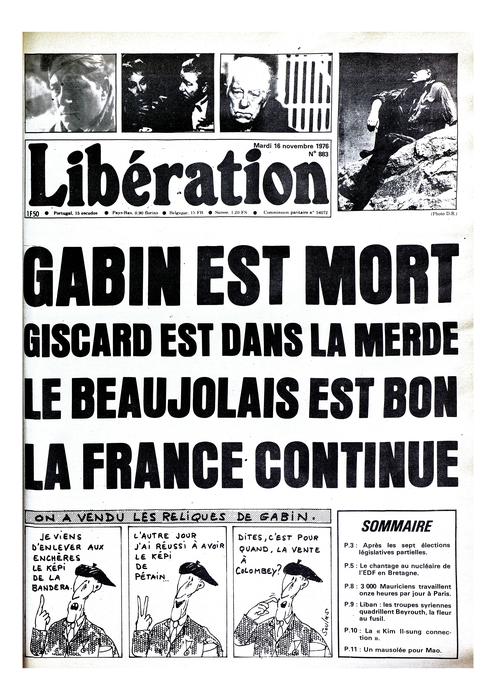 Mardi 16 novembre 1976
N° 883
Libération
1F50 ● Portugal, 15 escudos ● Pays-Bas, 0,90 florins ● Belgique, 15 FB ● Suisse, 1,20 FS ● Commission paritaire n° 54072
(Photo D.R.)
GABIN EST MORT
GISCARD EST DANS LA MERDE
LE BEAUJOLAIS EST BON
LA FRANCE CONTINUE
ON A VENDU LES RELIQUES DE GABIN.
JE VIENS
D'ENLEVER AUX
ENCHÈRES
LE KÉPI
DE LA
BANDERA.
L'AUTRE JOUR
J'AI RÉUSSI À AVOIR
LE KÉPI
DE
PÉTAIN..
DITES, C'EST POUR
QUAND, LA VENTE
À
COLOMBEY?
Soulas
SOMMAIRE
P.3 : Après les sept élections
législatives partielles.
P.5 : Le chantage au nucléaire de
l'EDF en Bretagne.
P.8 : 3 000 Mauriciens travaillent
onze heures par jour à Paris.
P.9 : Liban : les troupes syriennes
quadrillent Beyrouth, la fleur
au fusil.
P.10 : La « Kim Il-sung connec-
tion ».
P.11 : Un mausolée pour Mao.